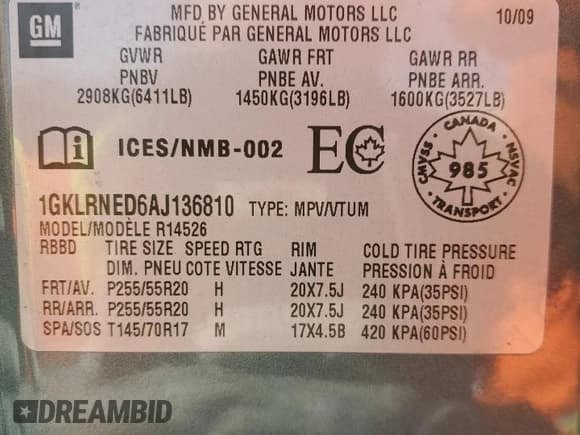 GM
MFD BY GENERAL MOTORS LLC 10/09
FABRIQUÉ PAR GENERAL MOTORS LLC
GVWR GAWR FRT GAWR RR
PNBV PNBE AV. PNBE ARR.
2908KG(6411LB) 1450KG(3196LB) 1600KG(3527LB)
i ICES/NMB-002 EC
CANADA
CMVSS 985 NSVAC
TRANSPORT
1GKLRNED6AJ136810 TYPE: MPV/VTUM
MODEL/MODÈLE R14526
RBBD TIRE SIZE SPEED RTG RIM COLD TIRE PRESSURE
DIM. PNEU COTE VITESSE JANTE PRESSION À FROID
FRT/AV. P255/55R20 H 20X7.5J 240 KPA(35PSI)
RR/ARR. P255/55R20 H 20X7.5J 240 KPA(35PSI)
SPA/SOS T145/70R17 M 17X4.5B 420 KPA(60PSI)
DREAMBID